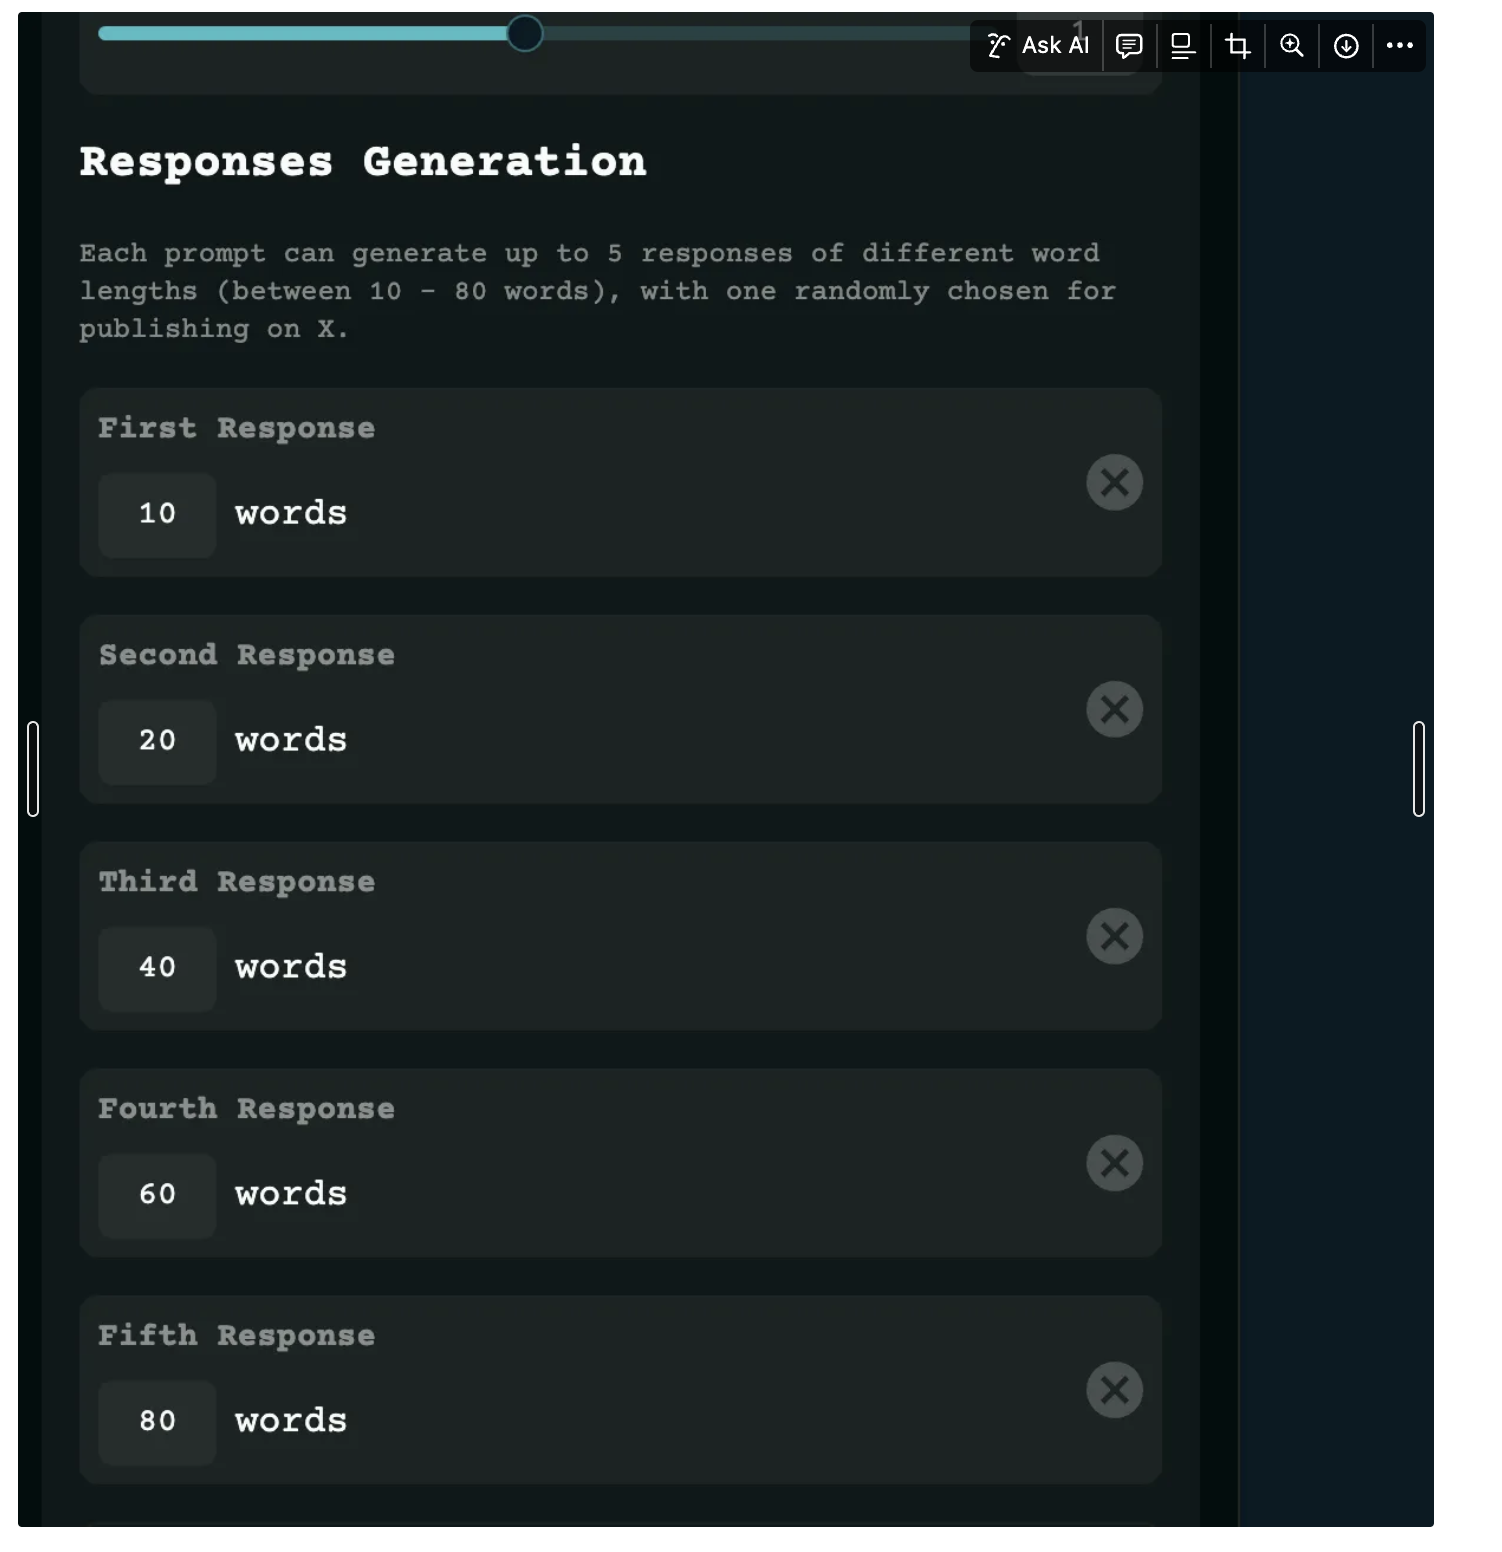 1
Ask AI
Responses Generation
Each prompt can generate up to 5 responses of different word
lengths (between 10 - 80 words), with one randomly chosen for
publishing on X.
First Response
10 words
Second Response
20 words
Third Response
40 words
Fourth Response
60 words
Fifth Response
80 words